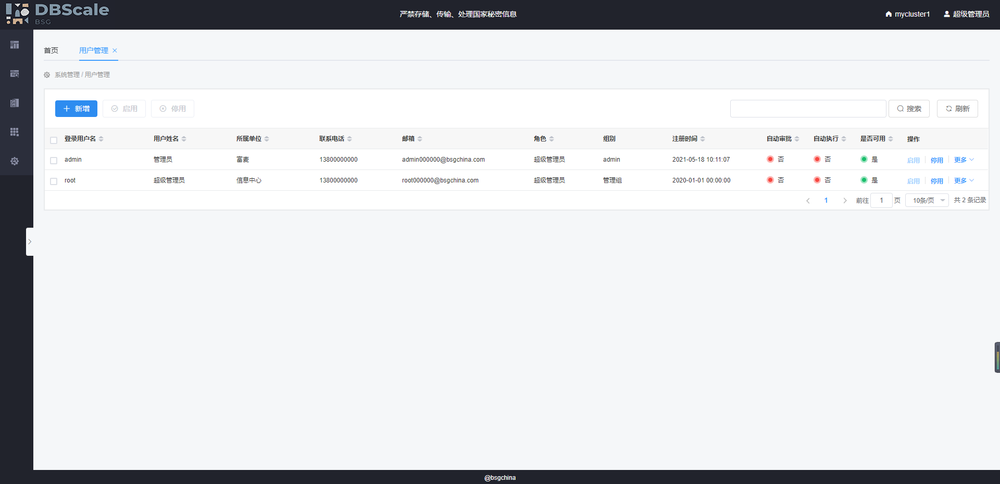 DBScale
BSG
严禁存储、传输、处理国家秘密信息
mycluster1
超级管理员
首页
用户管理
系统管理 / 用户管理
新增
启用
停用
搜索
刷新
登录用户名 用户姓名 所属单位 联系电话 邮箱 角色 组别 注册时间 自动审批 自动执行 是否可用 操作
admin 管理员 富麦 13800000000 admin000000@bsgchina.com 超级管理员 admin 2021-05-18 10:11:07 否 否 是 启用 停用 更多
root 超级管理员 信息中心 13800000000 root000000@bsgchina.com 超级管理员 管理组 2020-01-01 00:00:00 否 否 是 启用 停用 更多
1 前往 1 页 10条/页 共 2 条记录
@bsgchina